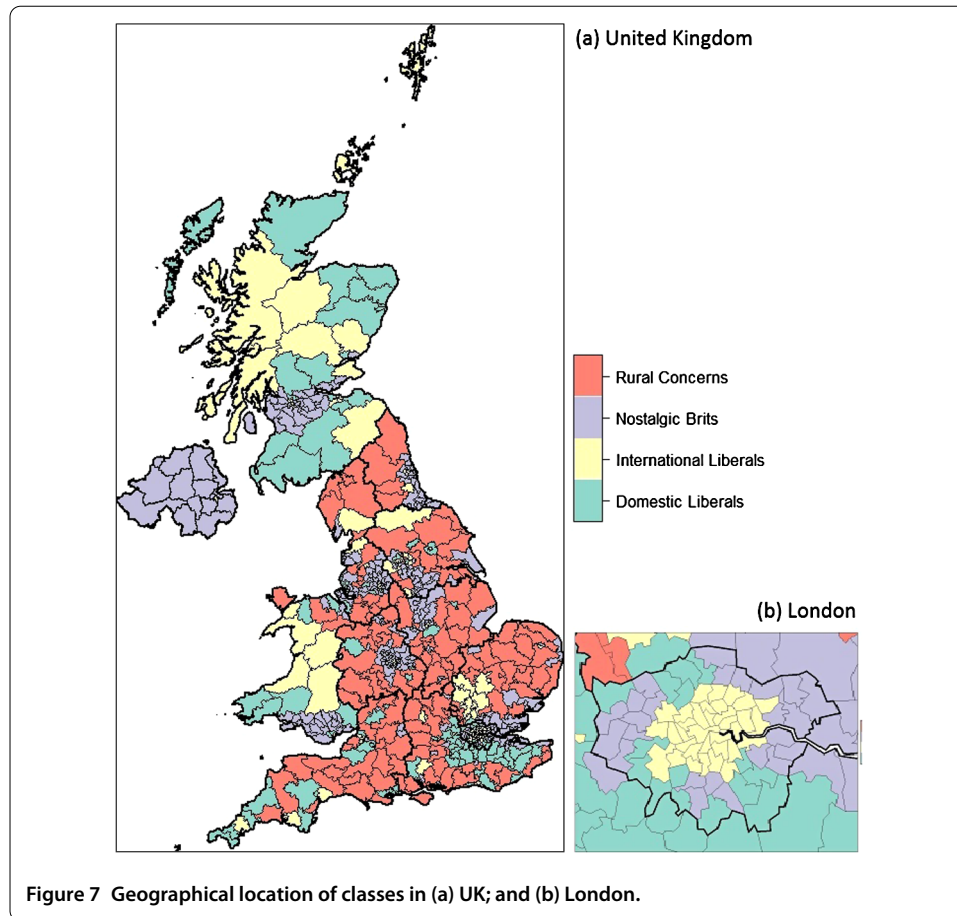 (a) United Kingdom
Rural Concerns
Nostalgic Brits
International Liberals
Domestic Liberals
(b) London
Figure 7 Geographical location of classes in (a) UK; and (b) London.